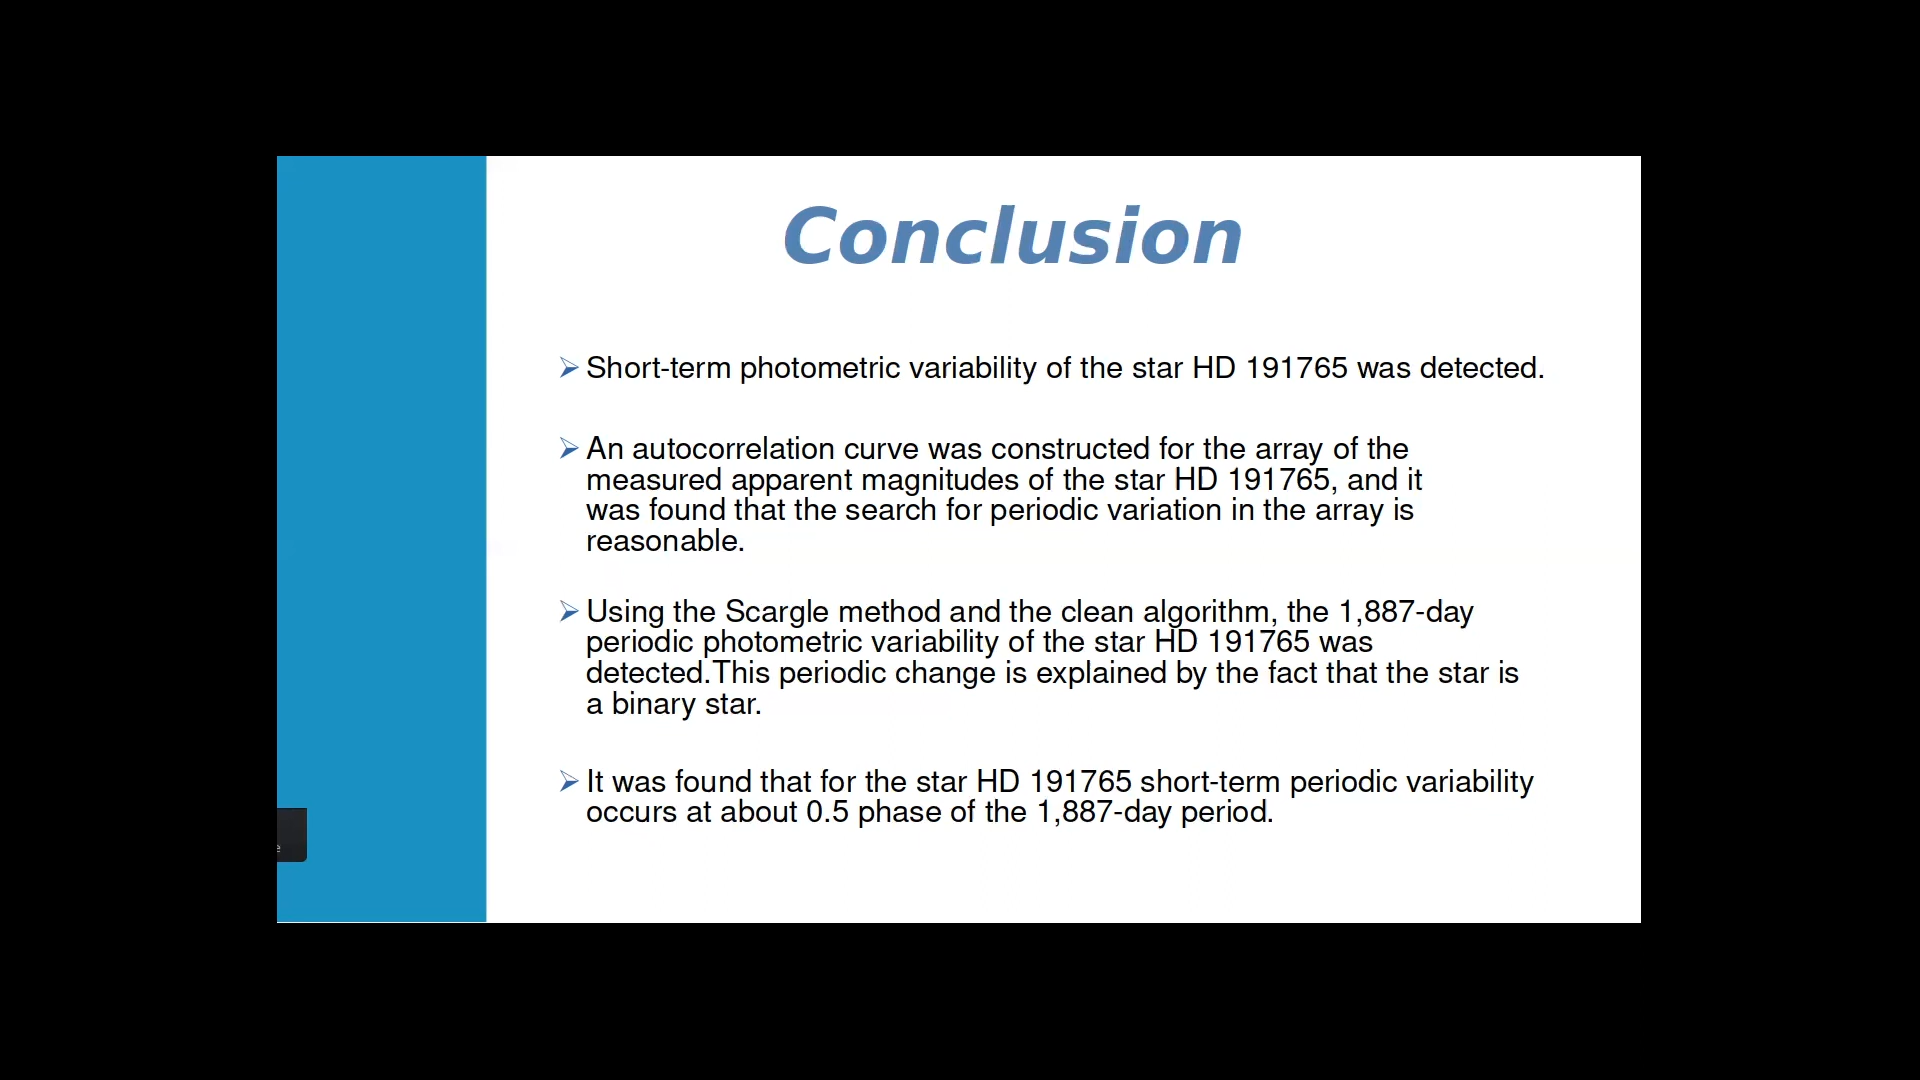 Conclusion
Short-term photometric variability of the star HD 191765 was detected.
An autocorrelation curve was constructed for the array of the
measured apparent magnitudes of the star HD 191765, and it
was found that the search for periodic variation in the array is
reasonable.
Using the Scargle method and the clean algorithm, the 1,887-day
periodic photometric variability of the star HD 191765 was
detected.This periodic change is explained by the fact that the star is
a binary star.
It was found that for the star HD 191765 short-term periodic variability
occurs at about 0.5 phase of the 1,887-day period.